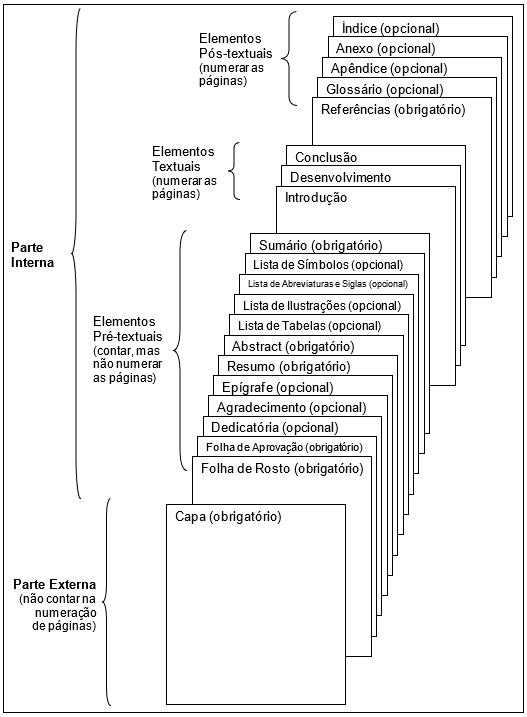 Elementos
Pós-textuais
(numerar as
páginas)
Índice (opcional)
Anexo (opcional)
Apêndice (opcional)
Glossário (opcional)
Referências (obrigatório)
Elementos
Textuais
(numerar as
páginas)
Conclusão
Desenvolvimento
Introdução
Parte
Interna
Elementos
Pré-textuais
(contar, mas
não numerar
as páginas)
Sumário (obrigatório)
Lista de Símbolos (opcional)
Lista de Abreviaturas e Siglas (opcional)
Lista de Ilustrações (opcional)
Lista de Tabelas (opcional)
Abstract (obrigatório)
Resumo (obrigatório)
Epígrafe (opcional)
Agradecimento (opcional)
Dedicatória (opcional)
Folha de Aprovação (obrigatório)
Folha de Rosto (obrigatório)
Capa (obrigatório)
Parte Externa
(não contar na
numeração
de páginas)